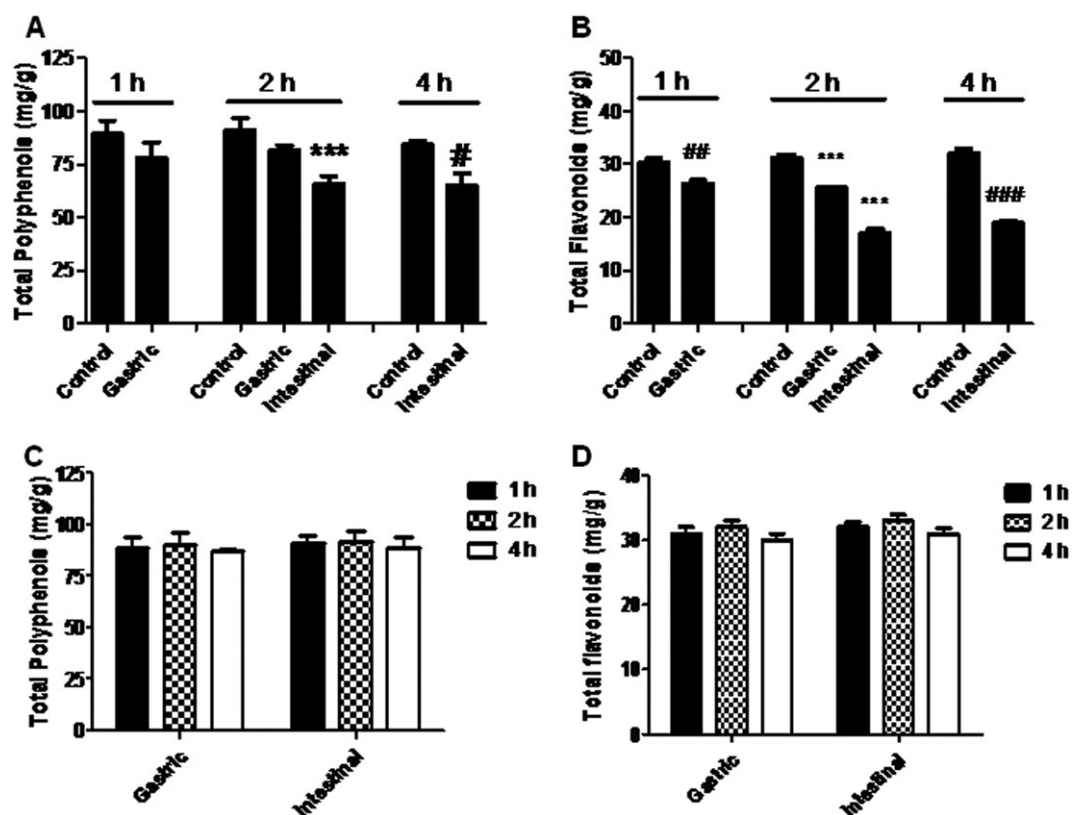 A
Total Polyphenols (mg/g)
125
100
75
50
25
0
1 h
2 h
4 h
***
#
Control
Gastric
Control
Gastric
Intestinal
Control
Intestinal
B
Total Flavonoids (mg/g)
50
40
30
20
10
0
1 h
2 h
4 h
##
***
***
###
Control
Gastric
Control
Gastric
Intestinal
Control
Intestinal
C
Total Polyphenols (mg/g)
125
100
75
50
25
0
1 h
2 h
4 h
Gastric
Intestinal
D
Total flavonoids (mg/g)
40
30
20
10
0
1 h
2 h
4 h
Gastric
Intestinal